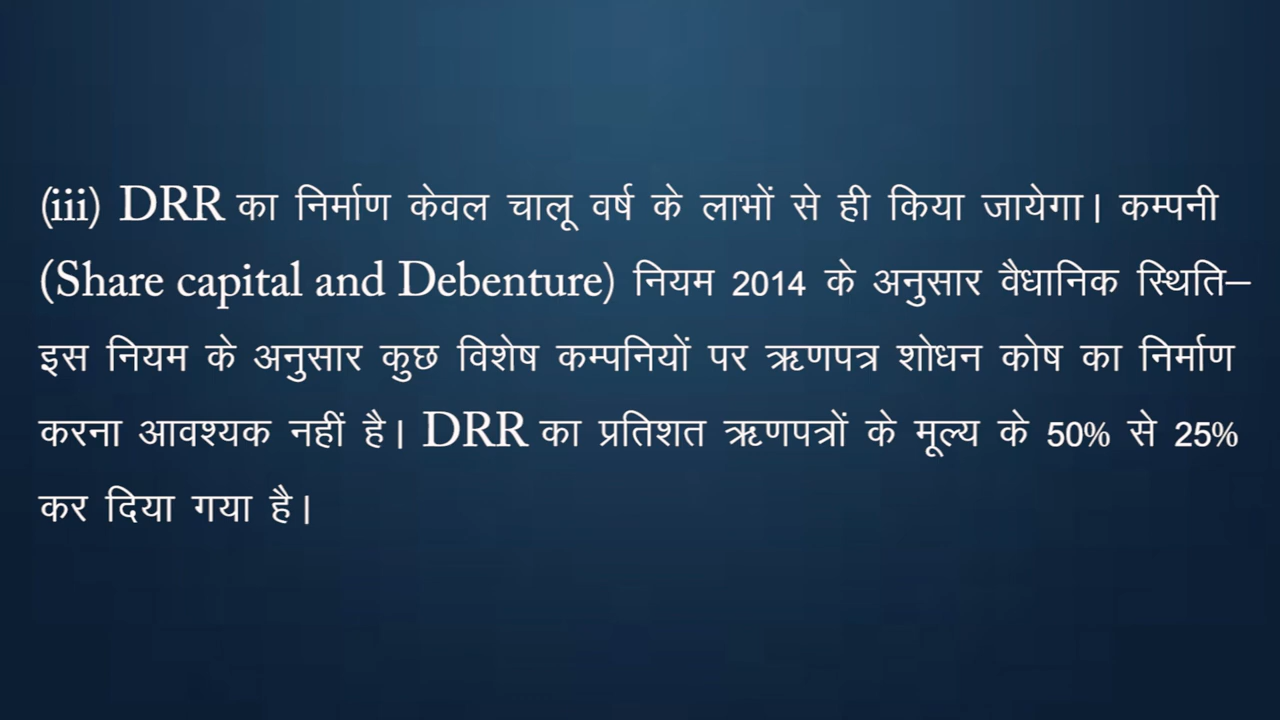 (iii) DRR का निर्माण केवल चालू वर्ष के लाभों से ही किया जायेगा। कम्पनी
(Share capital and Debenture) नियम 2014 के अनुसार वैधानिक स्थिति–
इस नियम के अनुसार कुछ विशेष कम्पनियों पर ऋणपत्र शोधन कोष का निर्माण
करना आवश्यक नहीं है। DRR का प्रतिशत ऋणपत्रों के मूल्य के 50% से 25%
कर दिया गया है।